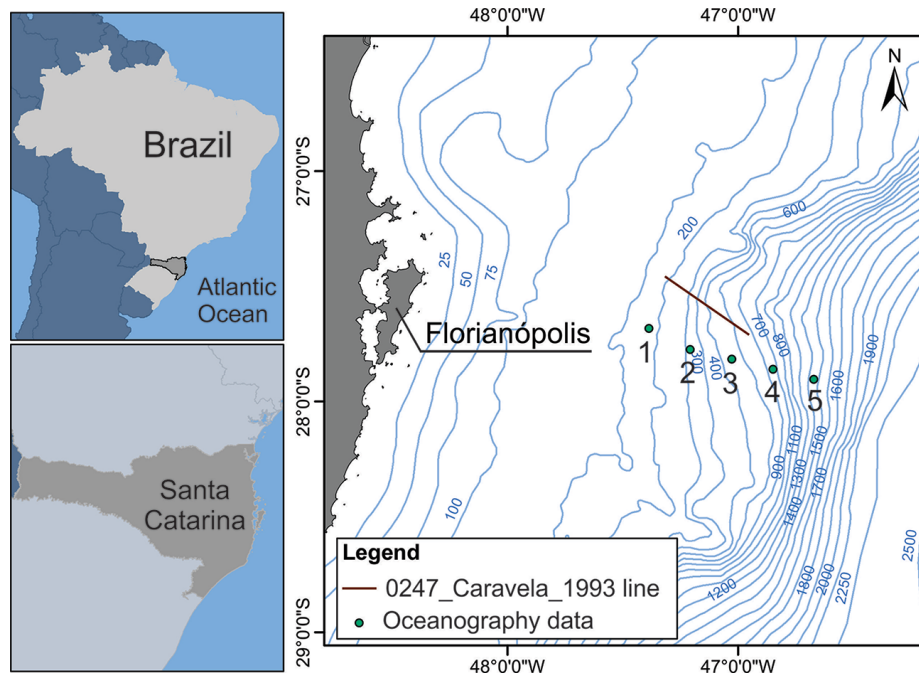 Brazil
Atlantic
Ocean
Santa
Catarina
48°0'0"W
47°0'0"W
N
27°0'0"S
28°0'0"S
29°0'0"S
25
50
75
100
200
600
Florianópolis
1
2
300
400
3
700
800
4
5
1900
1600
1500
1100
900
1300
1700
1400
1200
1800
2000
2250
2500
Legend
0247_Caravela_1993 line
Oceanography data
48°0'0"W
47°0'0"W